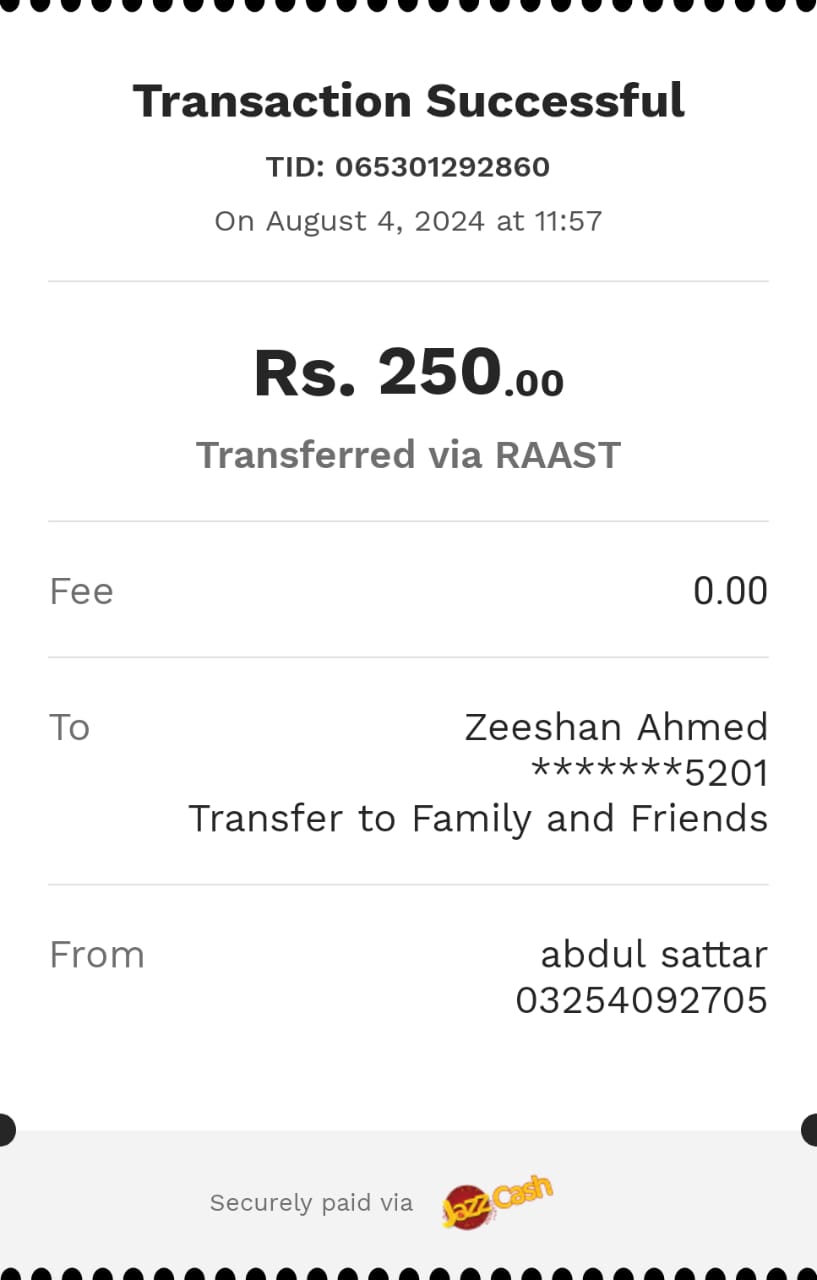 Transaction Successful
TID: 065301292860
On August 4, 2024 at 11:57
Rs. 250.00
Transferred via RAAST
Fee 0.00
To Zeeshan Ahmed
*******5201
Transfer to Family and Friends
From abdul sattar
03254092705
Securely paid via JazzCash